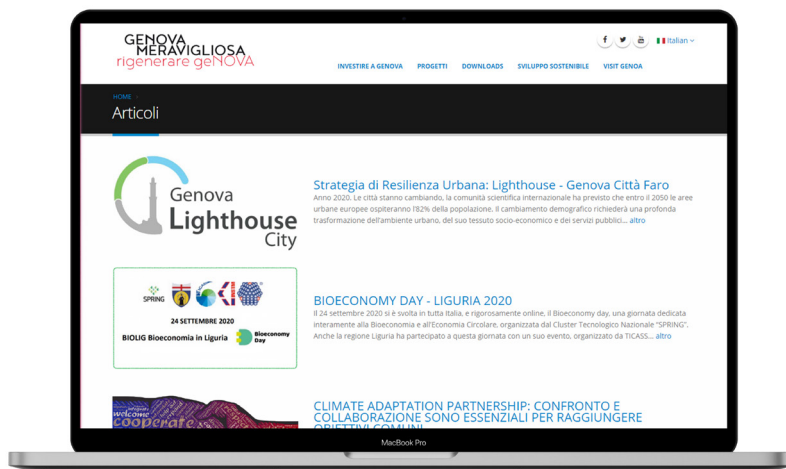 GENOVA
MERAVIGLIOSA
rigenerare geNOVA
Italian
INVESTIRE A GENOVA PROGETTI DOWNLOADS SVILUPPO SOSTENIBILE VISIT GENOA
HOME
Articoli
Genova
Lighthouse
City
Strategia di Resilienza Urbana: Lighthouse - Genova Città Faro
Anno 2020. Le città stanno cambiando, la comunità scientifica internazionale ha previsto che entro il 2050 le aree
urbane europee ospiteranno l'82% della popolazione. Il cambiamento demografico richiederà una profonda
trasformazione dell'ambiente urbano, del suo tessuto socio-economico e dei servizi pubblici... altro
SPRING
24 SETTEMBRE 2020
BIOLIG Bioeconomia in Liguria
Bioeconomy
Day
BIOECONOMY DAY - LIGURIA 2020
Il 24 settembre 2020 si è svolta in tutta Italia, e rigorosamente online, il Bioeconomy day, una giornata dedicata
interamente alla Bioeconomia e all'Economia Circolare, organizzata dal Cluster Tecnologico Nazionale "SPRING".
Anche la regione Liguria ha partecipato a questa giornata con un suo evento, organizzato da TICASS... altro
welcome
cooperate
CLIMATE ADAPTATION PARTNERSHIP: CONFRONTO E
COLLABORAZIONE SONO ESSENZIALI PER RAGGIUNGERE
OBIETTIVI COMUNI
MacBook Pro